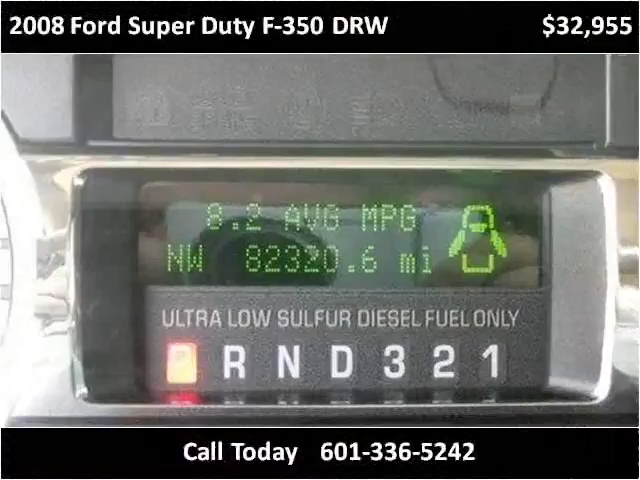 2008 Ford Super Duty F-350 DRW $32,955
8.2 AVG MPG
NW 82320.6 mi
ULTRA LOW SULFUR DIESEL FUEL ONLY
P R N D 3 2 1
Call Today 601-336-5242